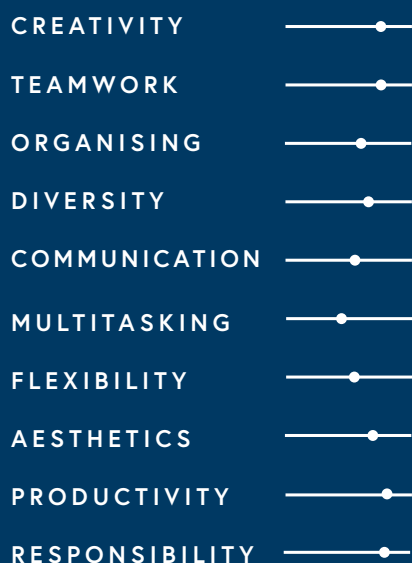 CREATIVITY
TEAMWORK
ORGANISING
DIVERSITY
COMMUNICATION
MULTITASKING
FLEXIBILITY
AESTHETICS
PRODUCTIVITY
RESPONSIBILITY